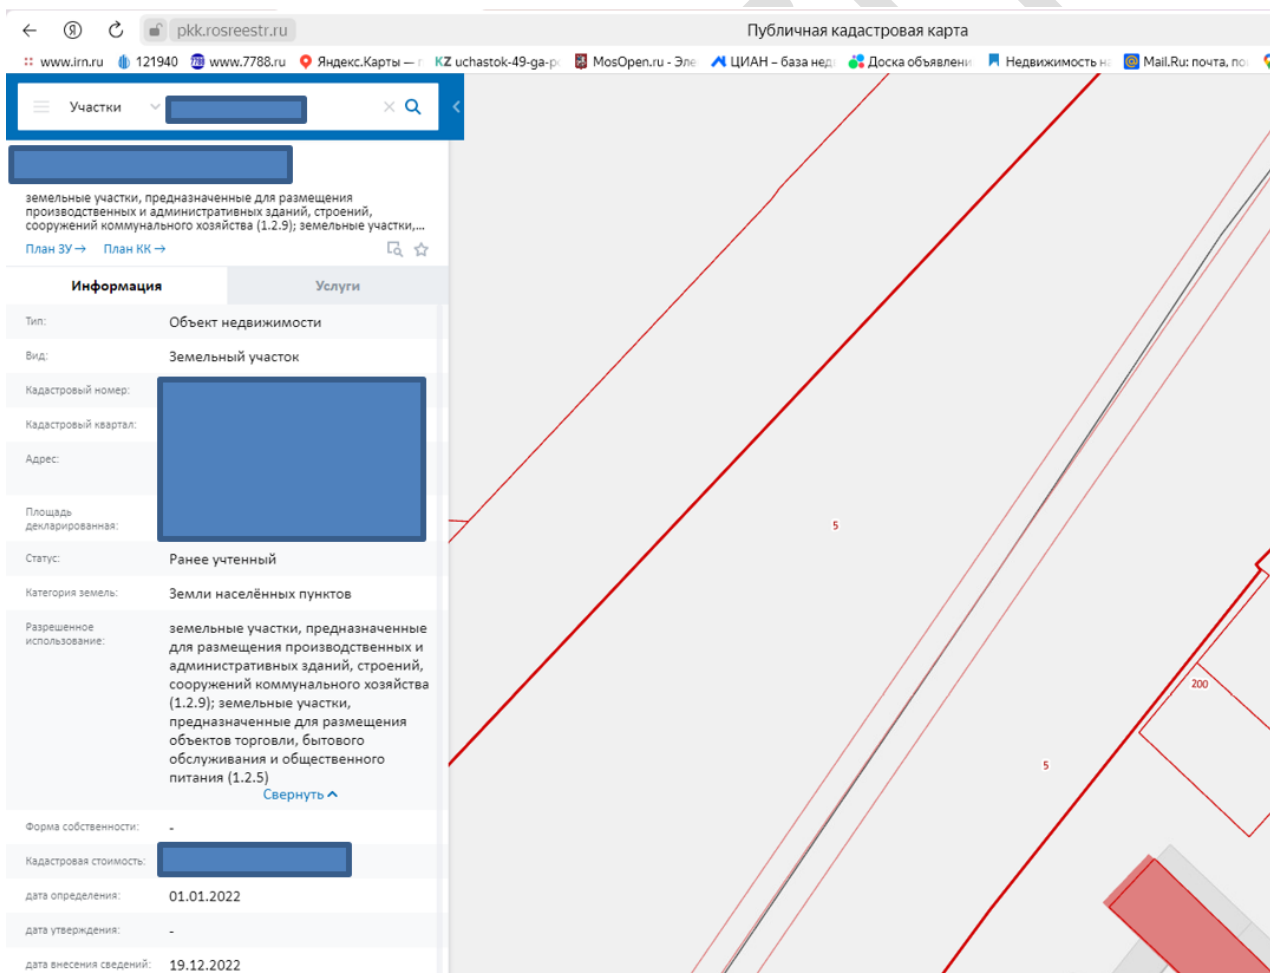 pkk.rosreestr.ru Публичная кадастровая карта
www.irn.ru 121940 www.7788.ru Яндекс.Карты — KZ uchastok-49-ga- MosOpen.ru - Эле ЦИАН – база нед Доска объявлени Недвижимость н Mail.Ru: почта, по
Участки
земельные участки, предназначенные для размещения
производственных и административных зданий, строений,
сооружений коммунального хозяйства (1.2.9); земельные участки,...
План ЗУ → План КК →
Информация Услуги
Тип: Объект недвижимости
Вид: Земельный участок
Кадастровый номер:
Кадастровый квартал:
Адрес:
Площадь
декларированная:
Статус: Ранее учтенный
Категория земель: Земли населённых пунктов
Разрешенное
использование:
земельные участки, предназначенные
для размещения производственных и
административных зданий, строений,
сооружений коммунального хозяйства
(1.2.9); земельные участки,
предназначенные для размещения
объектов торговли, бытового
обслуживания и общественного
питания (1.2.5)
Свернуть
Форма собственности: -
Кадастровая стоимость:
дата определения: 01.01.2022
дата утверждения: -
дата внесения сведений: 19.12.2022
5
200
5